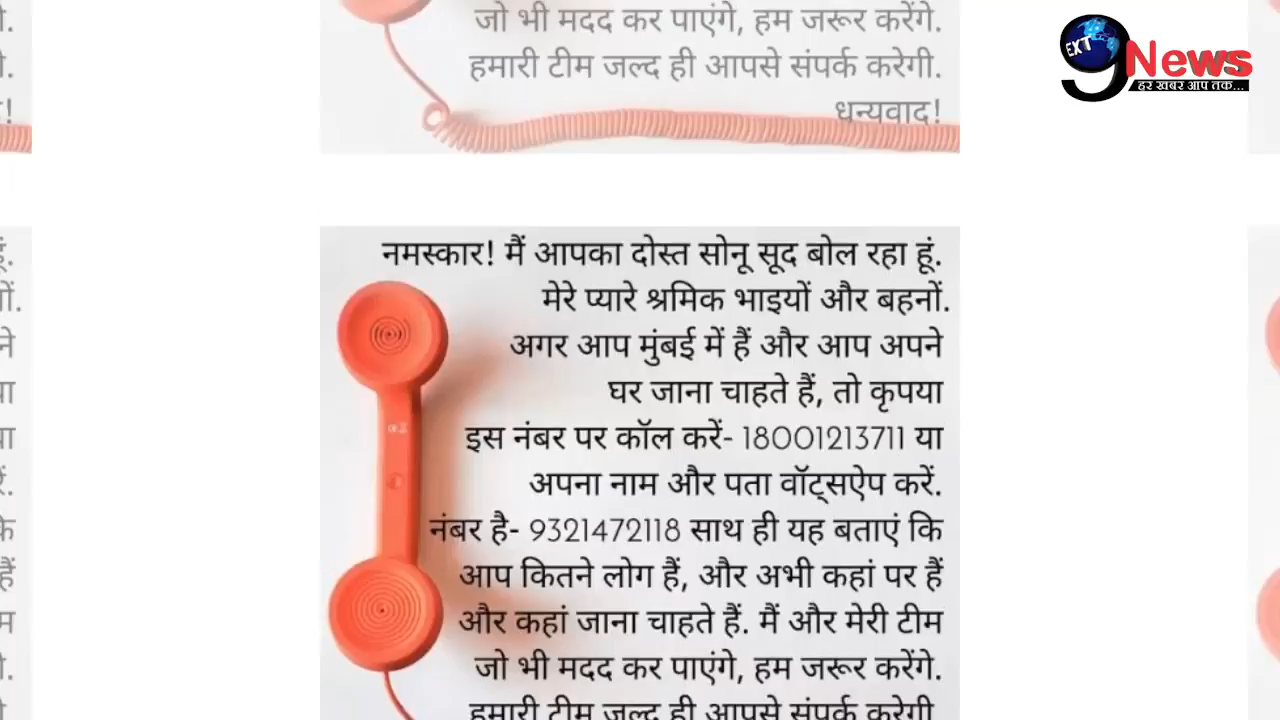 जो भी मदद कर पाएंगे, हम जरूर करेंगे.
हमारी टीम जल्द ही आपसे संपर्क करेगी.
धन्यवाद!
EXT 9 News
हर खबर आप तक...
नमस्कार! मैं आपका दोस्त सोनू सूद बोल रहा हूं.
मेरे प्यारे श्रमिक भाइयों और बहनों.
अगर आप मुंबई में हैं और आप अपने
घर जाना चाहते हैं, तो कृपया
इस नंबर पर कॉल करें- 18001213711 या
अपना नाम और पता वॉट्सऐप करें.
नंबर है- 9321472118 साथ ही यह बताएं कि
आप कितने लोग हैं, और अभी कहां पर हैं
और कहां जाना चाहते हैं. मैं और मेरी टीम
जो भी मदद कर पाएंगे, हम जरूर करेंगे.
हमारी टीम जल्द ही आपसे संपर्क करेगी.